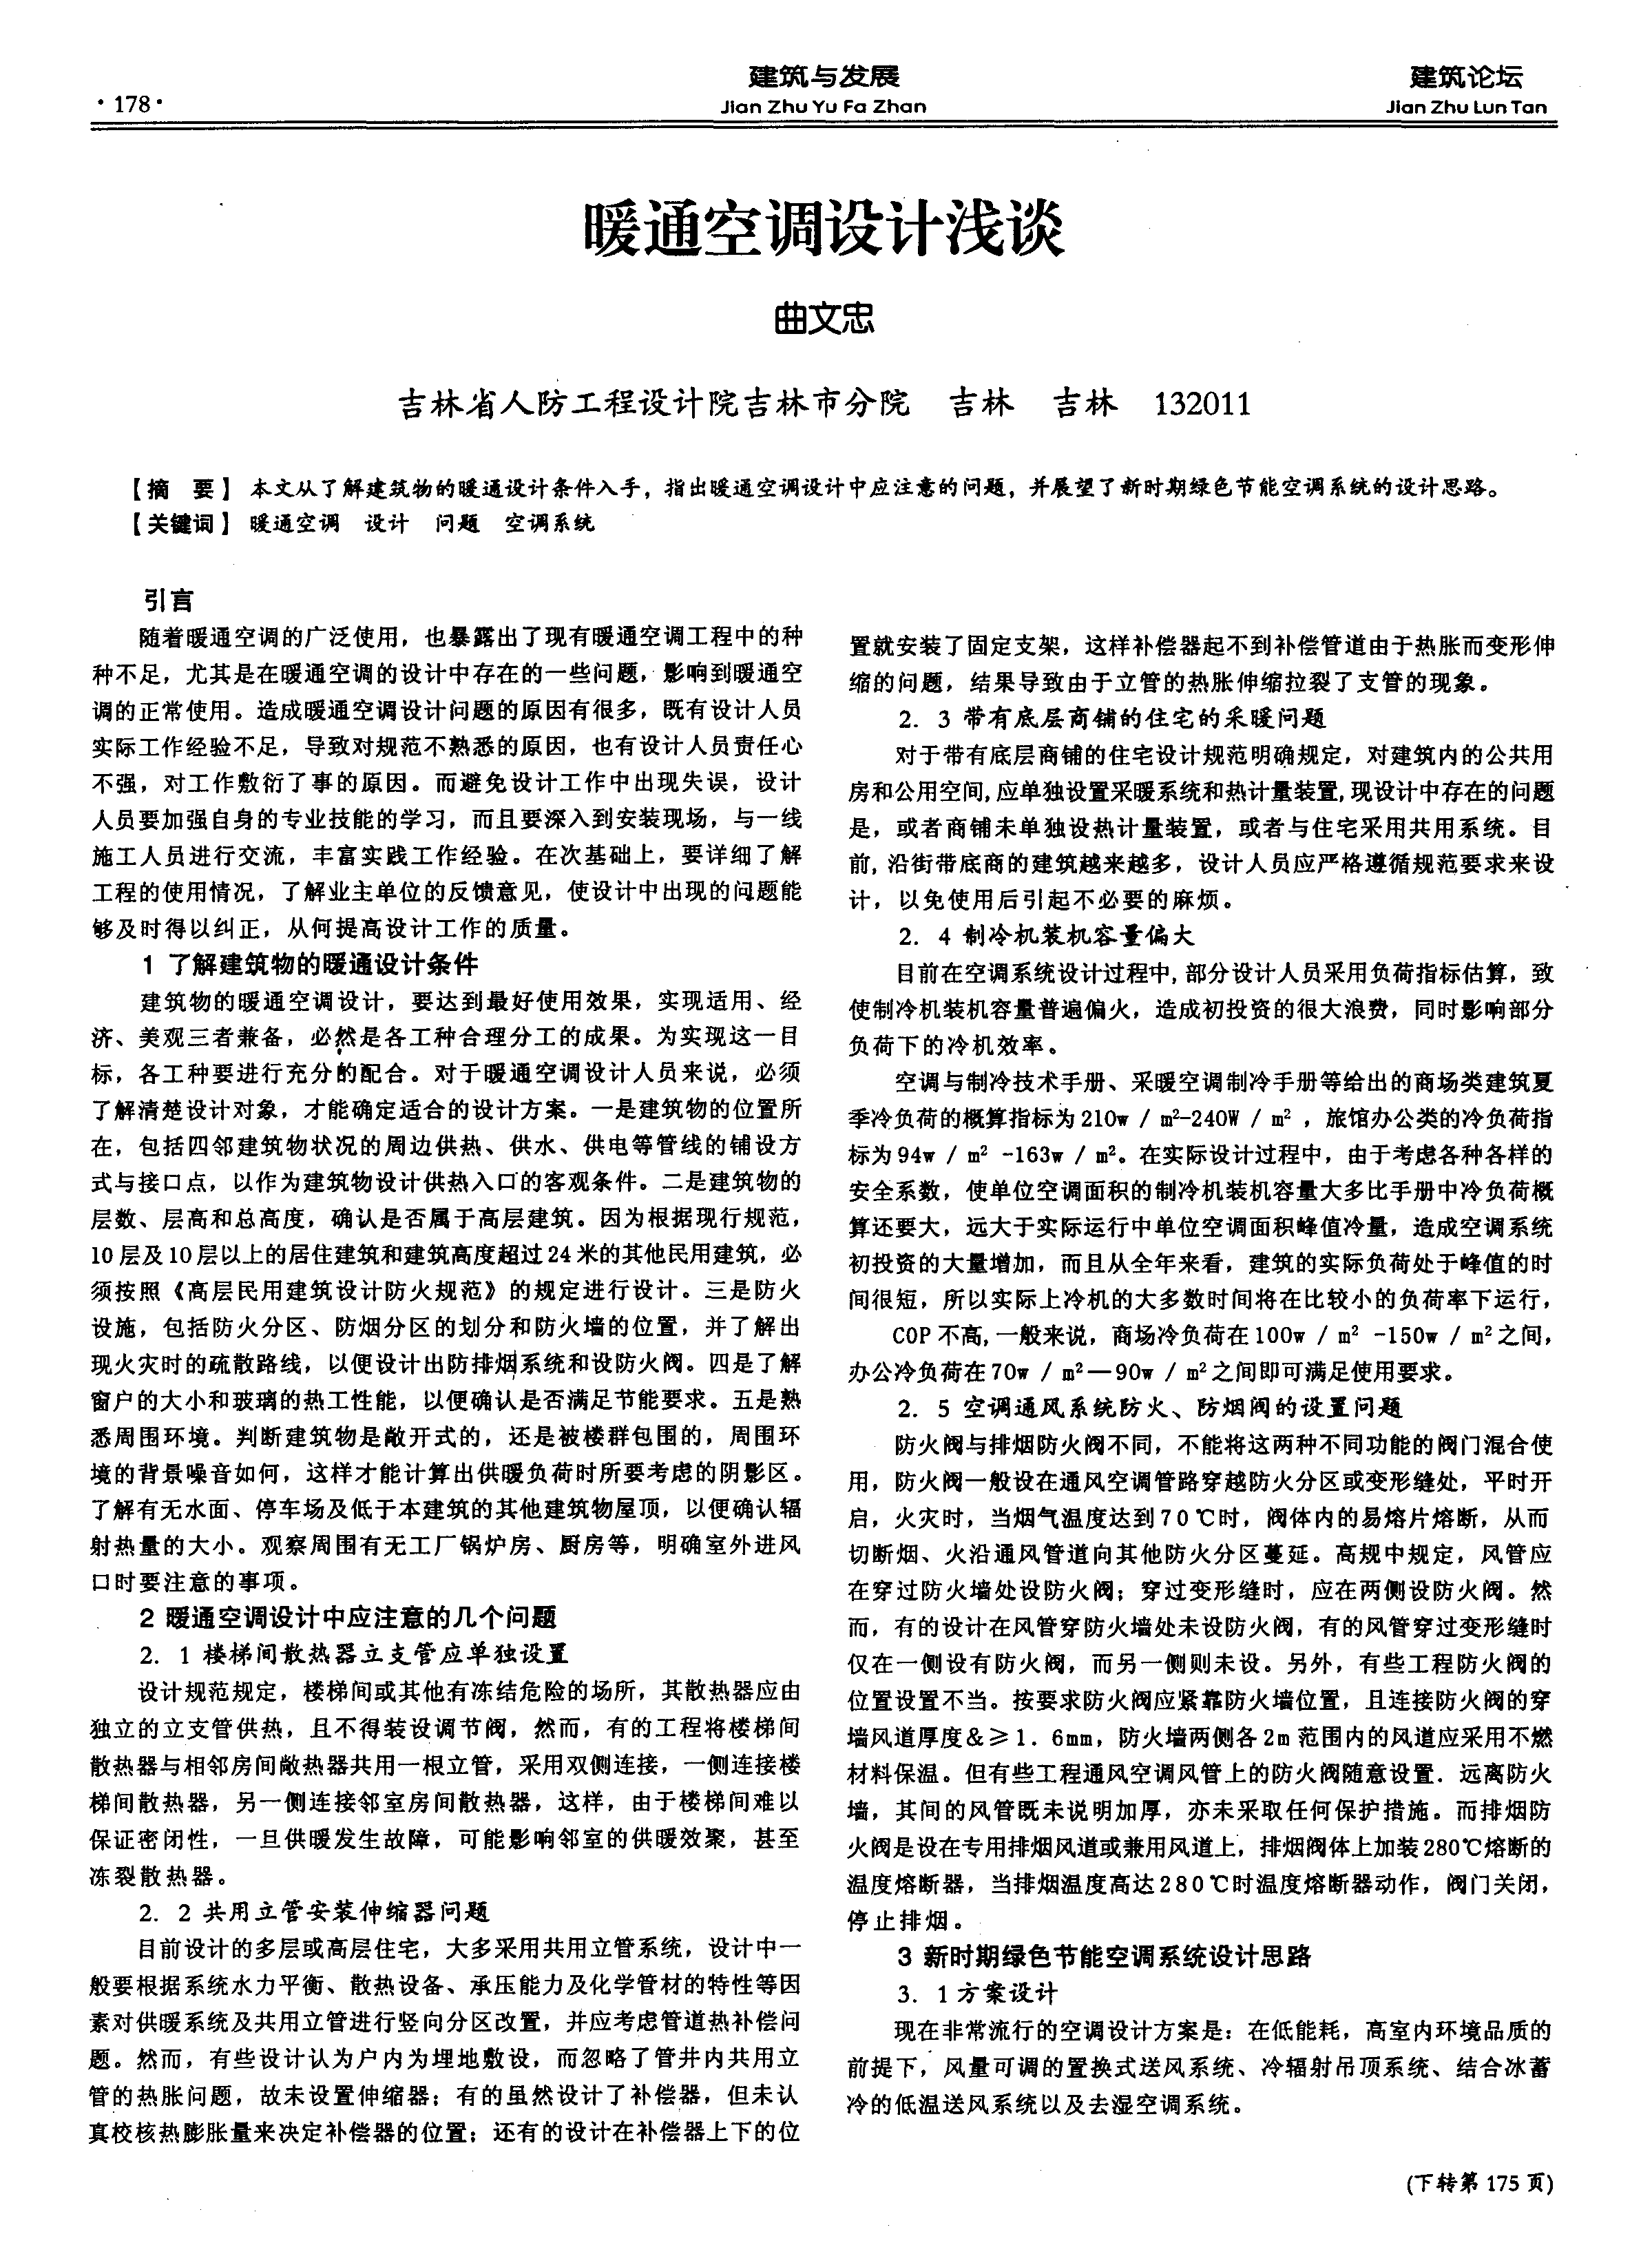 建筑与发展
建筑论坛
· 178 ·
Jian Zhu Yu Fa Zhan
Jian Zhu Lun Tan
暖通空调设计浅谈
曲文忠
吉林省人防工程设计院吉林市分院 吉林 吉林 132011
【摘 要】 本文从了解建筑物的暖通设计条件入手，指出暖通空调设计中应注意的问题，并展望了新时期绿色节能空调系统的设计思路。
【关键词】 暖通空调 设计 问题 空调系统
引言
随着暖通空调的广泛使用，也暴露出了现有暖通空调工程中的种
种不足，尤其是在暖通空调的设计中存在的一些问题，影响到暖通空
调的正常使用。造成暖通空调设计问题的原因有很多，既有设计人员
实际工作经验不足，导致对规范不熟悉的原因，也有设计人员责任心
不强，对工作敷衍了事的原因。而避免设计工作中出现失误，设计
人员要加强自身的专业技能的学习，而且要深入到安装现场，与一线
施工人员进行交流，丰富实践工作经验。在次基础上，要详细了解
工程的使用情况，了解业主单位的反馈意见，使设计中出现的问题能
够及时得以纠正，从何提高设计工作的质量。
1 了解建筑物的暖通设计条件
建筑物的暖通空调设计，要达到最好使用效果，实现适用、经
济、美观三者兼备，必然是各工种合理分工的成果。为实现这一目
标，各工种要进行充分的配合。对于暖通空调设计人员来说，必须
了解清楚设计对象，才能确定适合的设计方案。一是建筑物的位置所
在，包括四邻建筑物状况的周边供热、供水、供电等管线的铺设方
式与接口点，以作为建筑物设计供热入口的客观条件。二是建筑物的
层数、层高和总高度，确认是否属于高层建筑。因为根据现行规范，
10 层及 10 层以上的居住建筑和建筑高度超过 24 米的其他民用建筑，必
须按照《高层民用建筑设计防火规范》的规定进行设计。三是防火
设施，包括防火分区、防烟分区的划分和防火墙的位置，并了解出
现火灾时的疏散路线，以便设计出防排烟系统和设防火阀。四是了解
窗户的大小和玻璃的热工性能，以便确认是否满足节能要求。五是熟
悉周围环境。判断建筑物是敞开式的，还是被楼群包围的，周围环
境的背景噪音如何，这样才能计算出供暖负荷时所要考虑的阴影区。
了解有无水面、停车场及低于本建筑的其他建筑物屋顶，以便确认辐
射热量的大小。观察周围有无工厂锅炉房、厨房等，明确室外进风
口时要注意的事项。
2 暖通空调设计中应注意的几个问题
2．1 楼梯间散热器立支管应单独设置
设计规范规定，楼梯间或其他有冻结危险的场所，其散热器应由
独立的立支管供热，且不得装设调节阀，然而，有的工程将楼梯间
散热器与相邻房间敞热器共用一根立管，采用双侧连接，一侧连接楼
梯间散热器，另一侧连接邻室房间散热器，这样，由于楼梯间难以
保证密闭性，一旦供暖发生故障，可能影响邻室的供暖效聚，甚至
冻裂散热器。
2．2 共用立管安装伸缩器问题
目前设计的多层或高层住宅，大多采用共用立管系统，设计中一
般要根据系统水力平衡、散热设备、承压能力及化学管材的特性等因
素对供暖系统及共用立管进行竖向分区改置，并应考虑管道热补偿问
题。然而，有些设计认为户内为埋地敷设，而忽略了管井内共用立
管的热胀问题，故未设置伸缩器；有的虽然设计了补偿器，但未认
真校核热膨胀量来决定补偿器的位置；还有的设计在补偿器上下的位
置就安装了固定支架，这样补偿器起不到补偿管道由于热胀而变形伸
缩的问题，结果导致由于立管的热胀伸缩拉裂了支管的现象。
2．3 带有底层商铺的住宅的采暖问题
对于带有底层商铺的住宅设计规范明确规定，对建筑内的公共用
房和公用空间, 应单独设置采暖系统和热计量装置, 现设计中存在的问题
是，或者商铺未单独设热计量装置，或者与住宅采用共用系统。目
前, 沿街带底商的建筑越来越多，设计人员应严格遵循规范要求来设
计，以免使用后引起不必要的麻烦。
2．4 制冷机装机容量偏大
目前在空调系统设计过程中, 部分设计人员采用负荷指标估算，致
使制冷机装机容量普遍偏火，造成初投资的很大浪费，同时影响部分
负荷下的冷机效率。
空调与制冷技术手册、采暖空调制冷手册等给出的商场类建筑夏
季冷负荷的概算指标为 210w / m²-240W / m² ，旅馆办公类的冷负荷指
标为 94w / m² -163w / m²。在实际设计过程中，由于考虑各种各样的
安全系数，使单位空调面积的制冷机装机容量大多比手册中冷负荷概
算还要大，远大于实际运行中单位空调面积峰值冷量，造成空调系统
初投资的大量增加，而且从全年来看，建筑的实际负荷处于峰值的时
间很短，所以实际上冷机的大多数时间将在比较小的负荷率下运行，
COP 不高, 一般来说，商场冷负荷在 100w / m² -150w / m² 之间，
办公冷负荷在 70w / m²—90w / m² 之间即可满足使用要求。
2．5 空调通风系统防火、防烟阀的设置问题
防火阀与排烟防火阀不同，不能将这两种不同功能的阀门混合使
用，防火阀一般设在通风空调管路穿越防火分区或变形缝处，平时开
启，火灾时，当烟气温度达到 70℃时，阀体内的易熔片熔断，从而
切断烟、火沿通风管道向其他防火分区蔓延。高规中规定，风管应
在穿过防火墙处设防火阀；穿过变形缝时，应在两侧设防火阀。然
而，有的设计在风管穿防火墙处未设防火阀，有的风管穿过变形缝时
仅在一侧设有防火阀，而另一侧则未设。另外，有些工程防火阀的
位置设置不当。按要求防火阀应紧靠防火墙位置，且连接防火阀的穿
墙风道厚度&≥1．6mm，防火墙两侧各 2m 范围内的风道应采用不燃
材料保温。但有些工程通风空调风管上的防火阀随意设置．远离防火
墙，其间的风管既未说明加厚，亦未采取任何保护措施。而排烟防
火阀是设在专用排烟风道或兼用风道上，排烟阀体上加装 280℃熔断的
温度熔断器，当排烟温度高达 280℃时温度熔断器动作，阀门关闭，
停止排烟。
3 新时期绿色节能空调系统设计思路
3．1 方案设计
现在非常流行的空调设计方案是：在低能耗，高室内环境品质的
前提下，风量可调的置换式送风系统、冷辐射吊顶系统、结合冰蓄
冷的低温送风系统以及去湿空调系统。
(下转第 175 页)